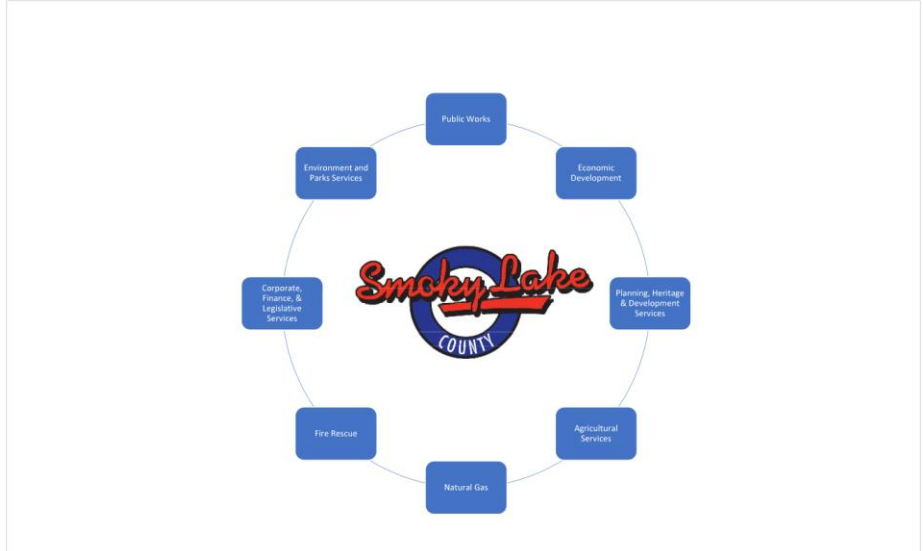 Public Works
Environment and
Parks Services
Economic
Development
Corporate,
Finance, &
Legislative
Services
Smoky Lake
COUNTY
Planning, Heritage
& Development
Services
Fire Rescue
Agricultural
Services
Natural Gas